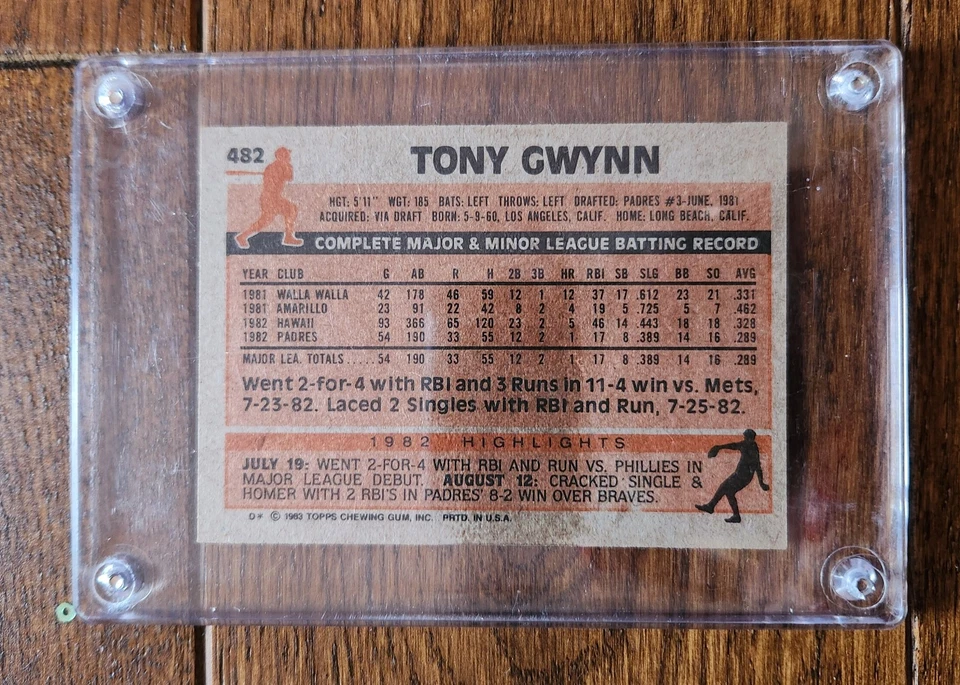 482 TONY GWYNN
HGT: 5'11" WGT: 185 BATS: LEFT THROWS: LEFT DRAFTED: PADRES #3-JUNE, 1981
ACQUIRED: VIA DRAFT BORN: 5-9-60, LOS ANGELES, CALIF. HOME: LONG BEACH, CALIF.
COMPLETE MAJOR & MINOR LEAGUE BATTING RECORD
YEAR CLUB G AB R H 2B 3B HR RBI SB SLG BB SO AVG
1981 WALLA WALLA 42 178 46 59 12 1 12 37 17 .612 23 21 .331
1981 AMARILLO 23 91 22 42 8 2 4 19 5 .725 5 7 .462
1982 HAWAII 93 366 65 120 23 2 5 46 14 .443 18 18 .328
1982 PADRES 54 190 33 55 12 2 1 17 8 .389 14 16 .289
MAJOR LEA. TOTALS.....54 190 33 55 12 2 1 17 8 .389 14 16 .289
Went 2-for-4 with RBI and 3 Runs in 11-4 win vs. Mets,
7-23-82. Laced 2 Singles with RBI and Run, 7-25-82.
1982 HIGHLIGHTS
JULY 19: WENT 2-FOR-4 WITH RBI AND RUN VS. PHILLIES IN
MAJOR LEAGUE DEBUT. AUGUST 12: CRACKED SINGLE &
HOMER WITH 2 RBI'S IN PADRES' 8-2 WIN OVER BRAVES.
D* © 1983 TOPPS CHEWING GUM, INC. PRTD. IN U.S.A.